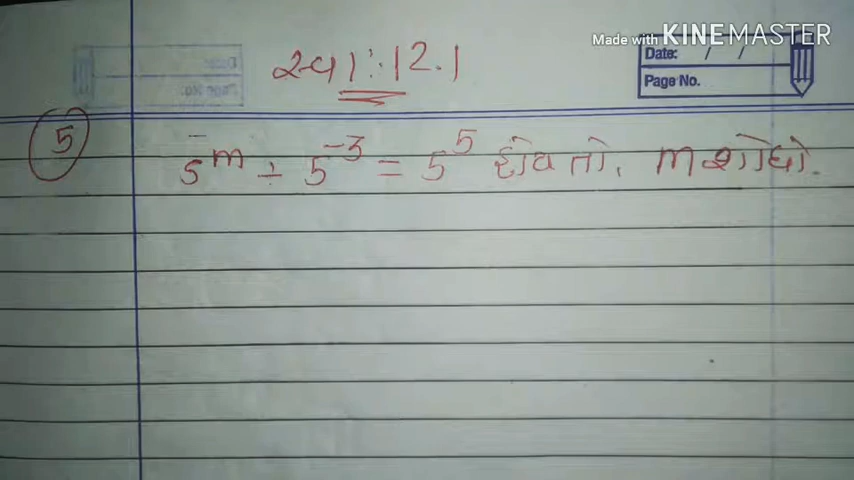 Made with KINEMASTER
સ્વા: 12.1
Date: / /
Page No.
5 5^m ÷ 5^-3 = 5^5 હોય તો. m શોધો.